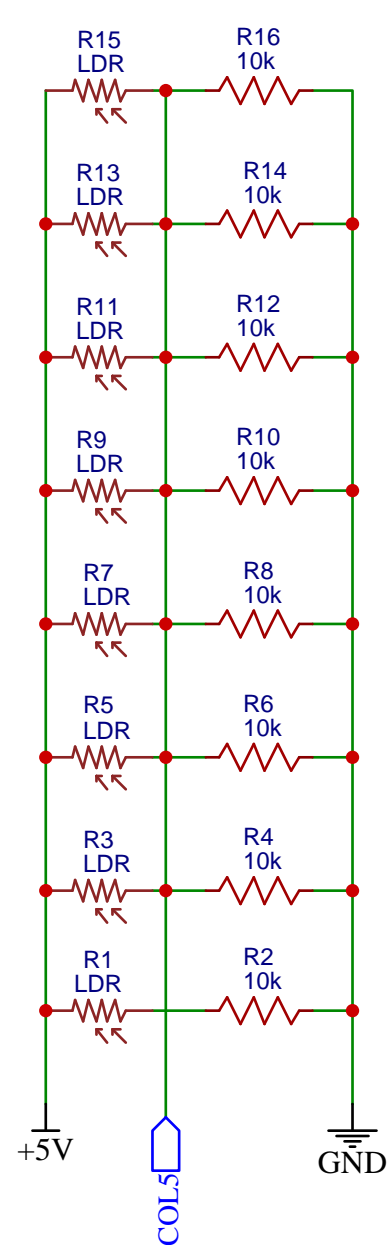 R15
LDR
R16
10k
R13
LDR
R14
10k
R11
LDR
R12
10k
R9
LDR
R10
10k
R7
LDR
R8
10k
R5
LDR
R6
10k
R3
LDR
R4
10k
R1
LDR
R2
10k
+5V
COL5
GND